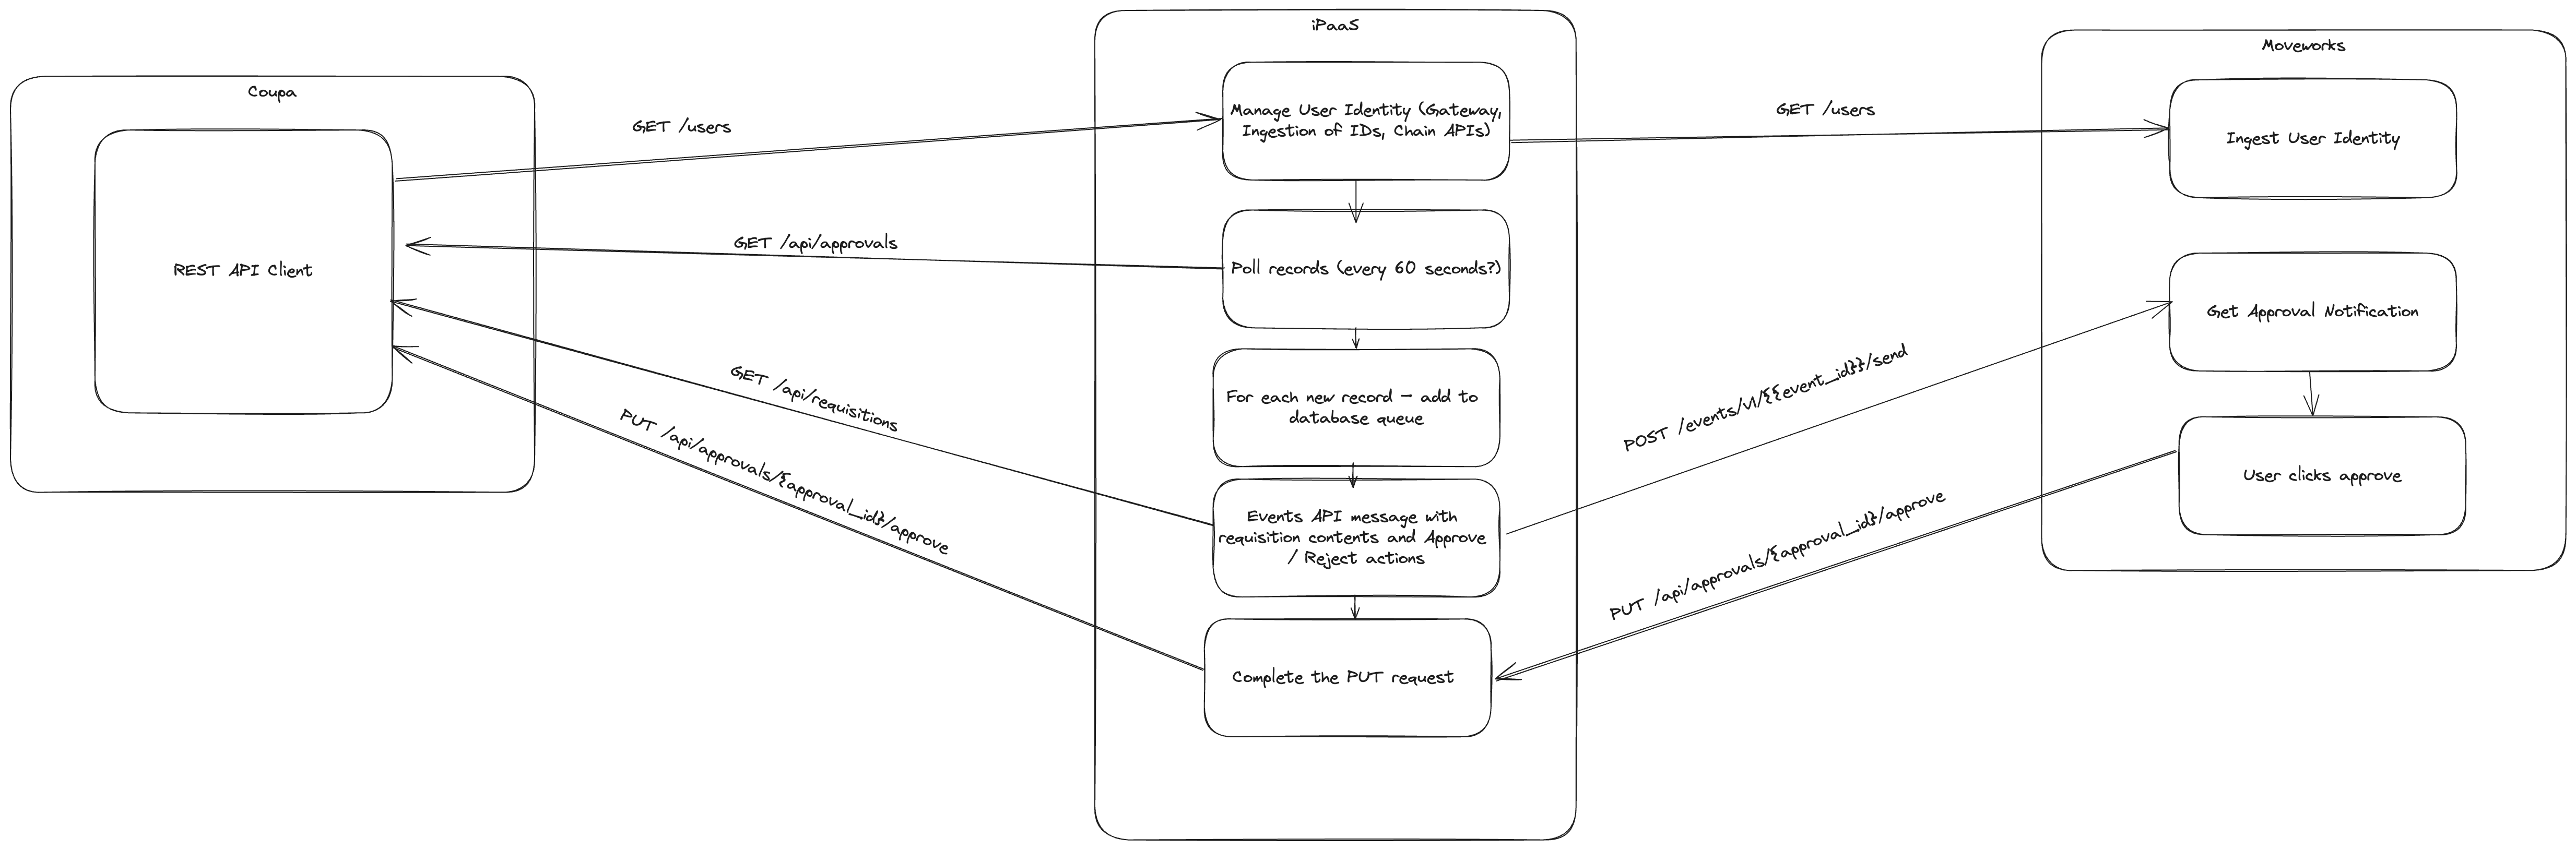 Coupa
REST API Client
GET /users
GET /api/approvals
GET /api/requisitions
PUT /api/approvals/{approval_id}/approve
iPaaS
Manage User Identity (Gateway,
Ingestion of IDs, Chain APIs)
Poll records (every 60 seconds?)
For each new record - add to
database queue
Events API message with
requisition contents and Approve
/ Reject actions
Complete the PUT request
GET /users
POST /events/v1/{{event_id}}/send
PUT /api/approvals/{approval_id}/approve
Moveworks
Ingest User Identity
Get Approval Notification
User clicks approve